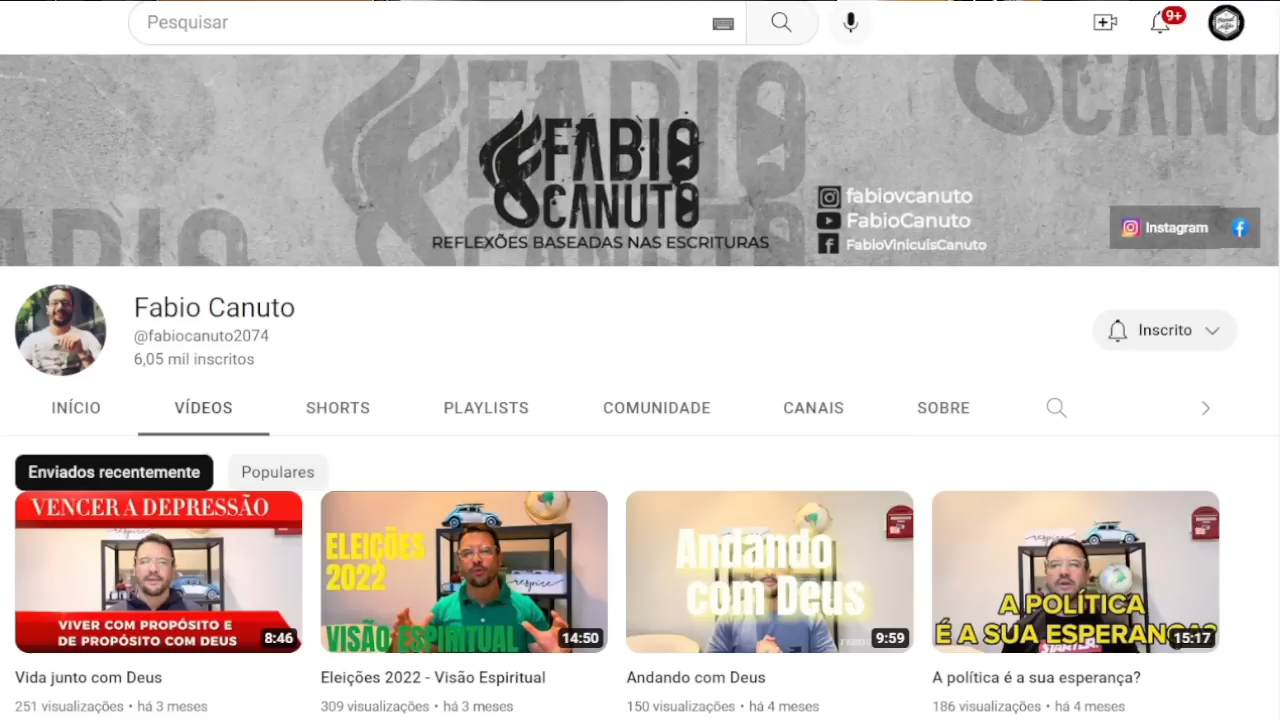 Pesquisar
9+
FABIO
CANUTO
REFLEXÕES BASEADAS NAS ESCRITURAS
fabiovcanuto
FabioCanuto
FabioViniciusCanuto
Instagram
Fabio Canuto
@fabiocanuto2074
6,05 mil inscritos
Inscrito
INÍCIO VÍDEOS SHORTS PLAYLISTS COMUNIDADE CANAIS SOBRE
Enviados recentemente Populares
VENCER A DEPRESSÃO
respire
VIVER COM PROPÓSITO E
DE PROPÓSITO COM DEUS
8:46
ELEIÇÕES
2022
respire
VISÃO ESPIRITUAL
14:50
Andando
com Deus
9:59
respire
A POLÍTICA
É A SUA ESPERANÇA?
15:17
Vida junto com Deus
251 visualizações • há 3 meses
Eleições 2022 - Visão Espiritual
309 visualizações • há 3 meses
Andando com Deus
150 visualizações • há 4 meses
A política é a sua esperança?
186 visualizações • há 4 meses